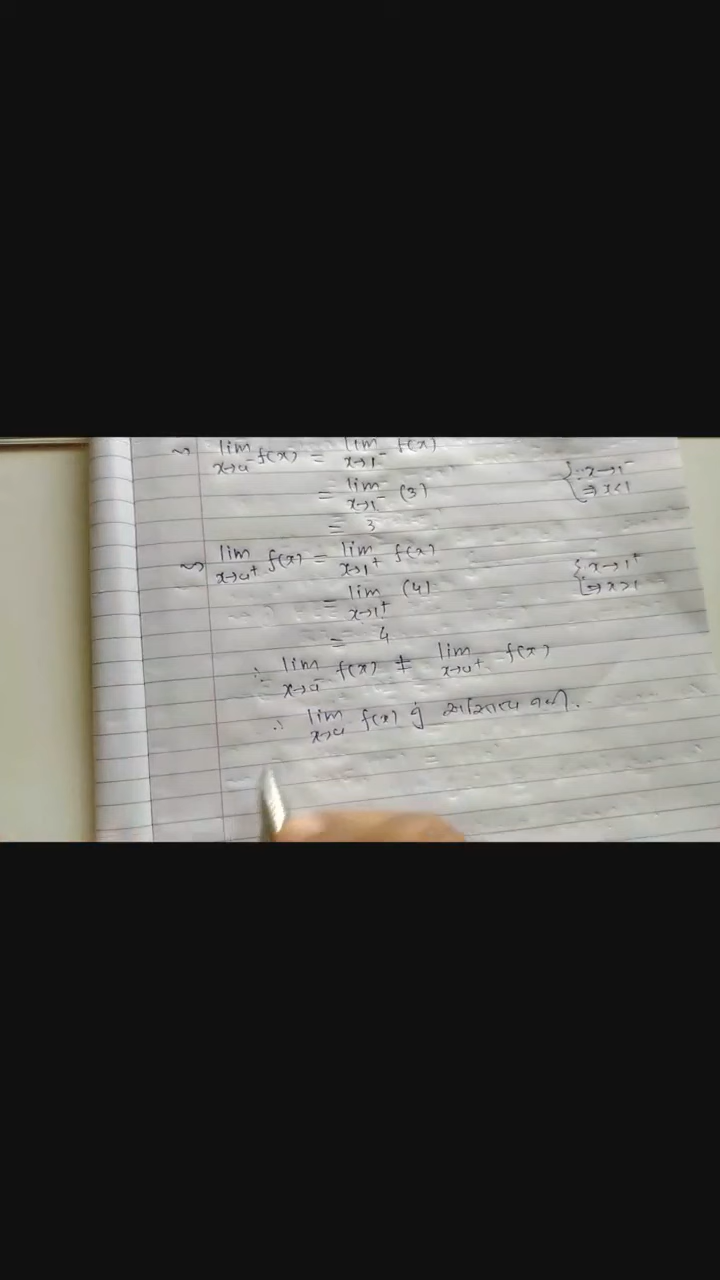 lim x→a⁻ f(x) = lim x→1⁻ f(x)
= lim x→1⁻ (3) {∵ x→1⁻ ⇒ x<1
= 3
lim x→a⁺ f(x) = lim x→1⁺ f(x)
= lim x→1⁺ (4) {∵ x→1⁺ ⇒ x>1
= 4
∴ lim x→a⁻ f(x) ≠ lim x→a⁺ f(x)
∴ lim x→a f(x) નું અસ્તિત્વ નથી.